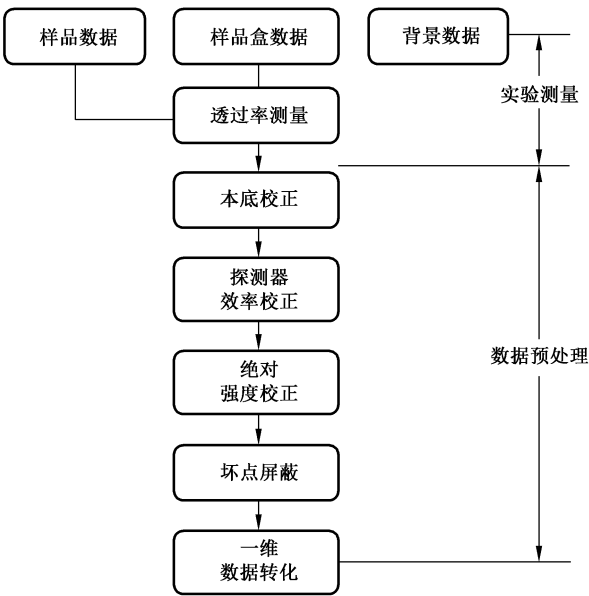 样品数据
样品盒数据
背景数据
实验测量
透过率测量
本底校正
探测器
效率校正
数据预处理
绝对
强度校正
坏点屏蔽
一维
数据转化